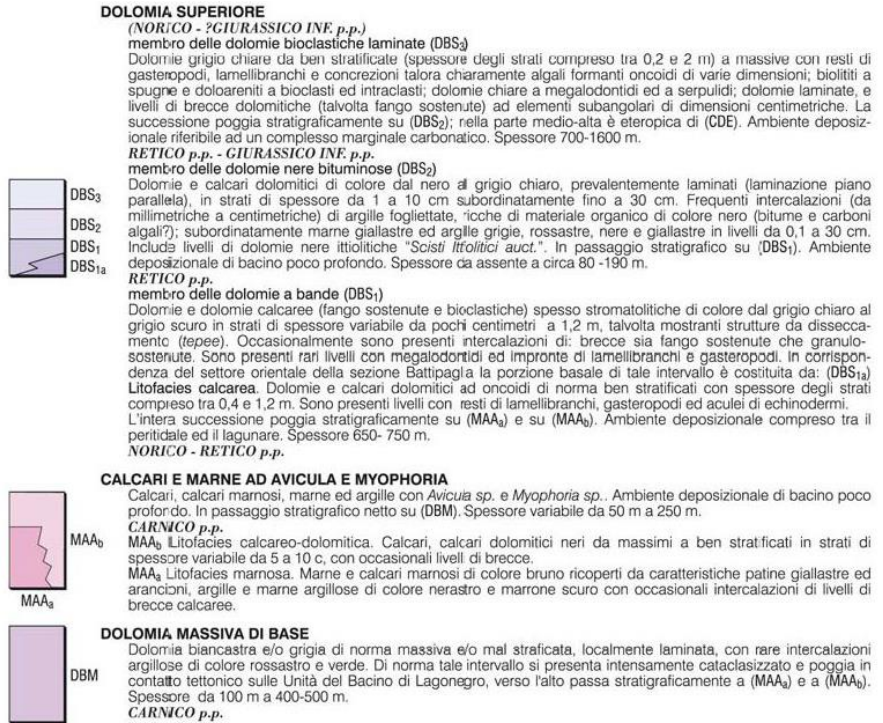 DOLOMIA SUPERIORE
(NORICO - ?GIURASSICO INF. p.p.)
membro delle dolomie bioclastiche laminate (DBS3)
Dolomie grigio chiare da ben stratificate (spessore degli strati compreso tra 0,2 e 2 m) a massive con resti di
gasteropodi, lamellibranchi e concrezioni talora chiaramente algali formanti oncoidi di varie dimensioni; biolititi a
spugne e doloareniti a bioclasti ed intraclasti; dolomie chiare a megalodontidi ed a serpulidi; dolomie laminate, e
livelli di brecce dolomitiche (talvolta fango sostenute) ad elementi subangolari di dimensioni centimetriche. La
successione poggia stratigraficamente su (DBS2); nella parte medio-alta è eteropica di (CDE). Ambiente deposiz-
ionale riferibile ad un complesso marginale carbonatico. Spessore 700-1600 m.
RETICO p.p. - GIURASSICO INF. p.p.
membro delle dolomie nere bituminose (DBS2)
Dolomie e calcari dolomitici di colore dal nero al grigio chiaro, prevalentemente laminati (laminazione piano
parallela), in strati di spessore da 1 a 10 cm subordinatamente fino a 30 cm. Frequenti intercalazioni (da
millimetriche a centimetriche) di argille fogliettate, ricche di materiale organico di colore nero (bitume e carboni
algali?); subordinatamente marne giallastre ed argille grigie, rossastre, nere e giallastre in livelli da 0,1 a 30 cm.
Include livelli di dolomie nere ittiolitiche "Scisti Ittiolitici auct.". In passaggio stratigrafico su (DBS1). Ambiente
deposizionale di bacino poco profondo. Spessore da assente a circa 80 -190 m.
RETICO p.p.
membro delle dolomie a bande (DBS1)
Dolomie e dolomie calcaree (fango sostenute e bioclastiche) spesso stromatolitiche di colore dal grigio chiaro al
grigio scuro in strati di spessore variabile da pochi centimetri a 1,2 m, talvolta mostranti strutture da dissecca-
mento (tepee). Occasionalmente sono presenti intercalazioni di: brecce sia fango sostenute che granulo-
sostenute. Sono presenti rari livelli con megalodontidi ed impronte di lamellibranchi e gasteropodi. In corrispon-
denza del settore orientale della sezione Battipaglia la porzione basale di tale intervallo è costituita da: (DBS1a)
Litofacies calcarea. Dolomie e calcari dolomitici ad oncoidi di norma ben stratificati con spessore degli strati
compreso tra 0,4 e 1,2 m. Sono presenti livelli con resti di lamellibranchi, gasteropodi ed aculei di echinodermi.
L'intera successione poggia stratigraficamente su (MAAa) e su (MAAb). Ambiente deposizionale compreso tra il
peritidale ed il lagunare. Spessore 650- 750 m.
NORICO - RETICO p.p.
DBS3
DBS2
DBS1
DBS1a
CALCARI E MARNE AD AVICULA E MYOPHORIA
Calcari, calcari marnosi, marne ed argille con Avicula sp. e Myophoria sp.. Ambiente deposizionale di bacino poco
profondo. In passaggio stratigrafico netto su (DBM). Spessore variabile da 50 m a 250 m.
CARNICO p.p.
MAAb Litofacies calcareo-dolomitica. Calcari, calcari dolomitici neri da massimi a ben stratificati in strati di
spessore variabile da 5 a 10 c, con occasionali livelli di brecce.
MAAa Litofacies marnosa. Marne e calcari marnosi di colore bruno ricoperti da caratteristiche patine giallastre ed
arancioni, argille e marne argillose di colore nerastro e marrone scuro con occasionali intercalazioni di livelli di
brecce calcaree.
MAAb
MAAa
DOLOMIA MASSIVA DI BASE
Dolomia biancastra e/o grigia di norma massiva e/o mal straficata, localmente laminata, con rare intercalazioni
argillose di colore rossastro e verde. Di norma tale intervallo si presenta intensamente cataclasizzato e poggia in
contatto tettonico sulle Unità del Bacino di Lagonegro, verso l'alto passa stratigraficamente a (MAAa) e a (MAAb).
Spessore da 100 m a 400-500 m.
CARNICO p.p.
DBM